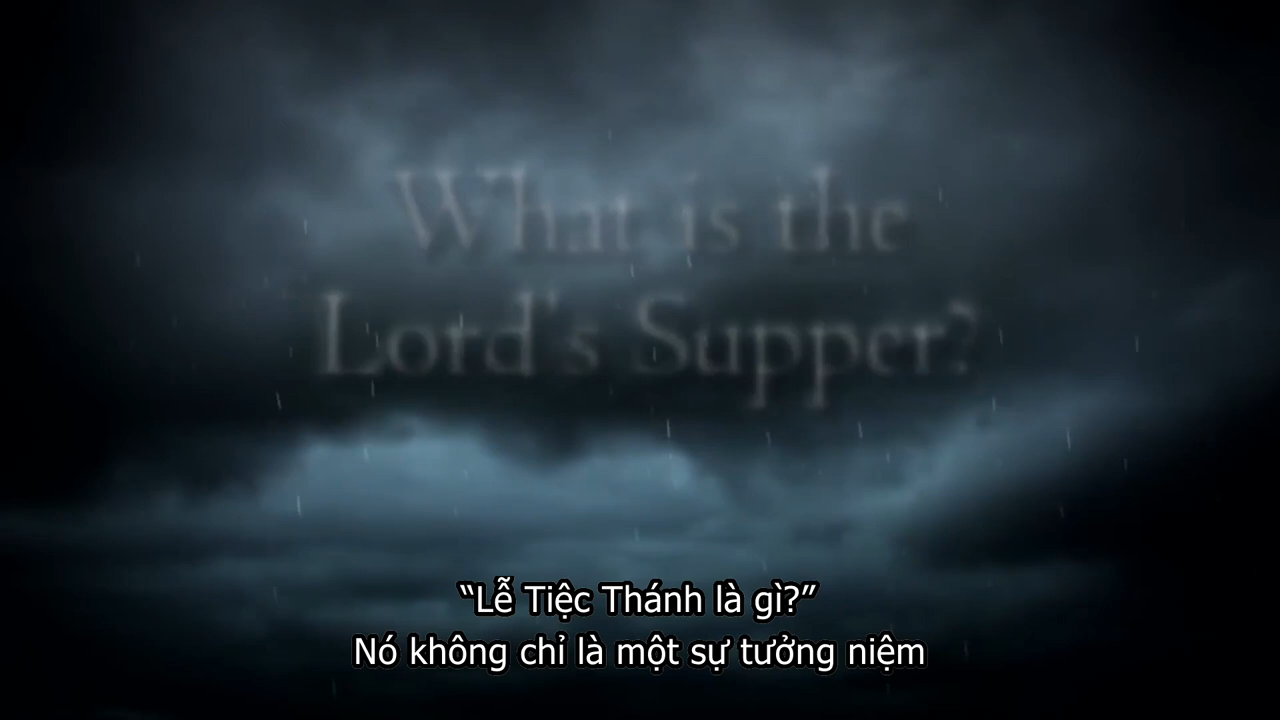 What is the
Lord's Supper?
“Lễ Tiệc Thánh là gì?”
Nó không chỉ là một sự tưởng niệm